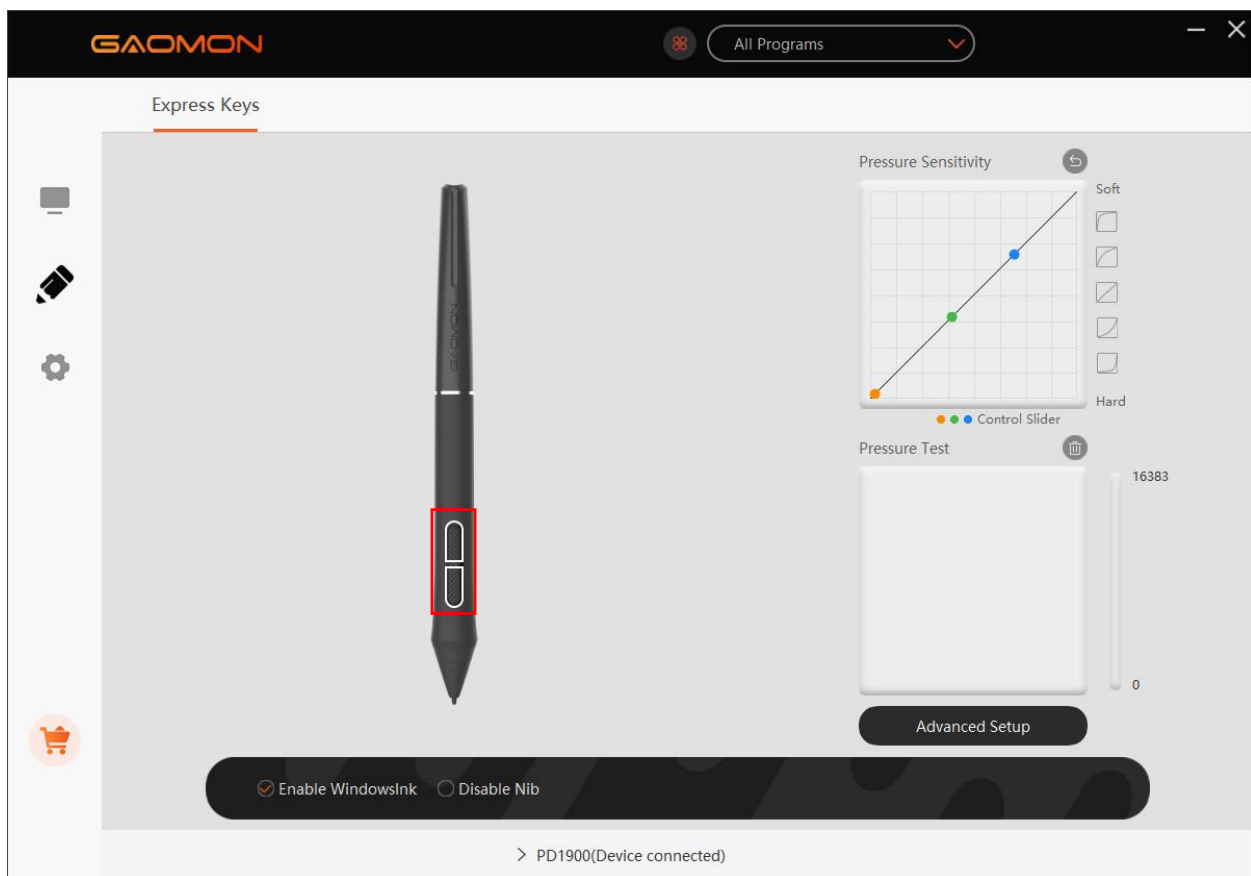 GAOMON
All Programs
Express Keys
Pressure Sensitivity
Soft
GAOMON
Hard
Control Slider
Pressure Test
16383
0
Advanced Setup
Enable WindowsInk
Disable Nib
PD1900(Device connected)